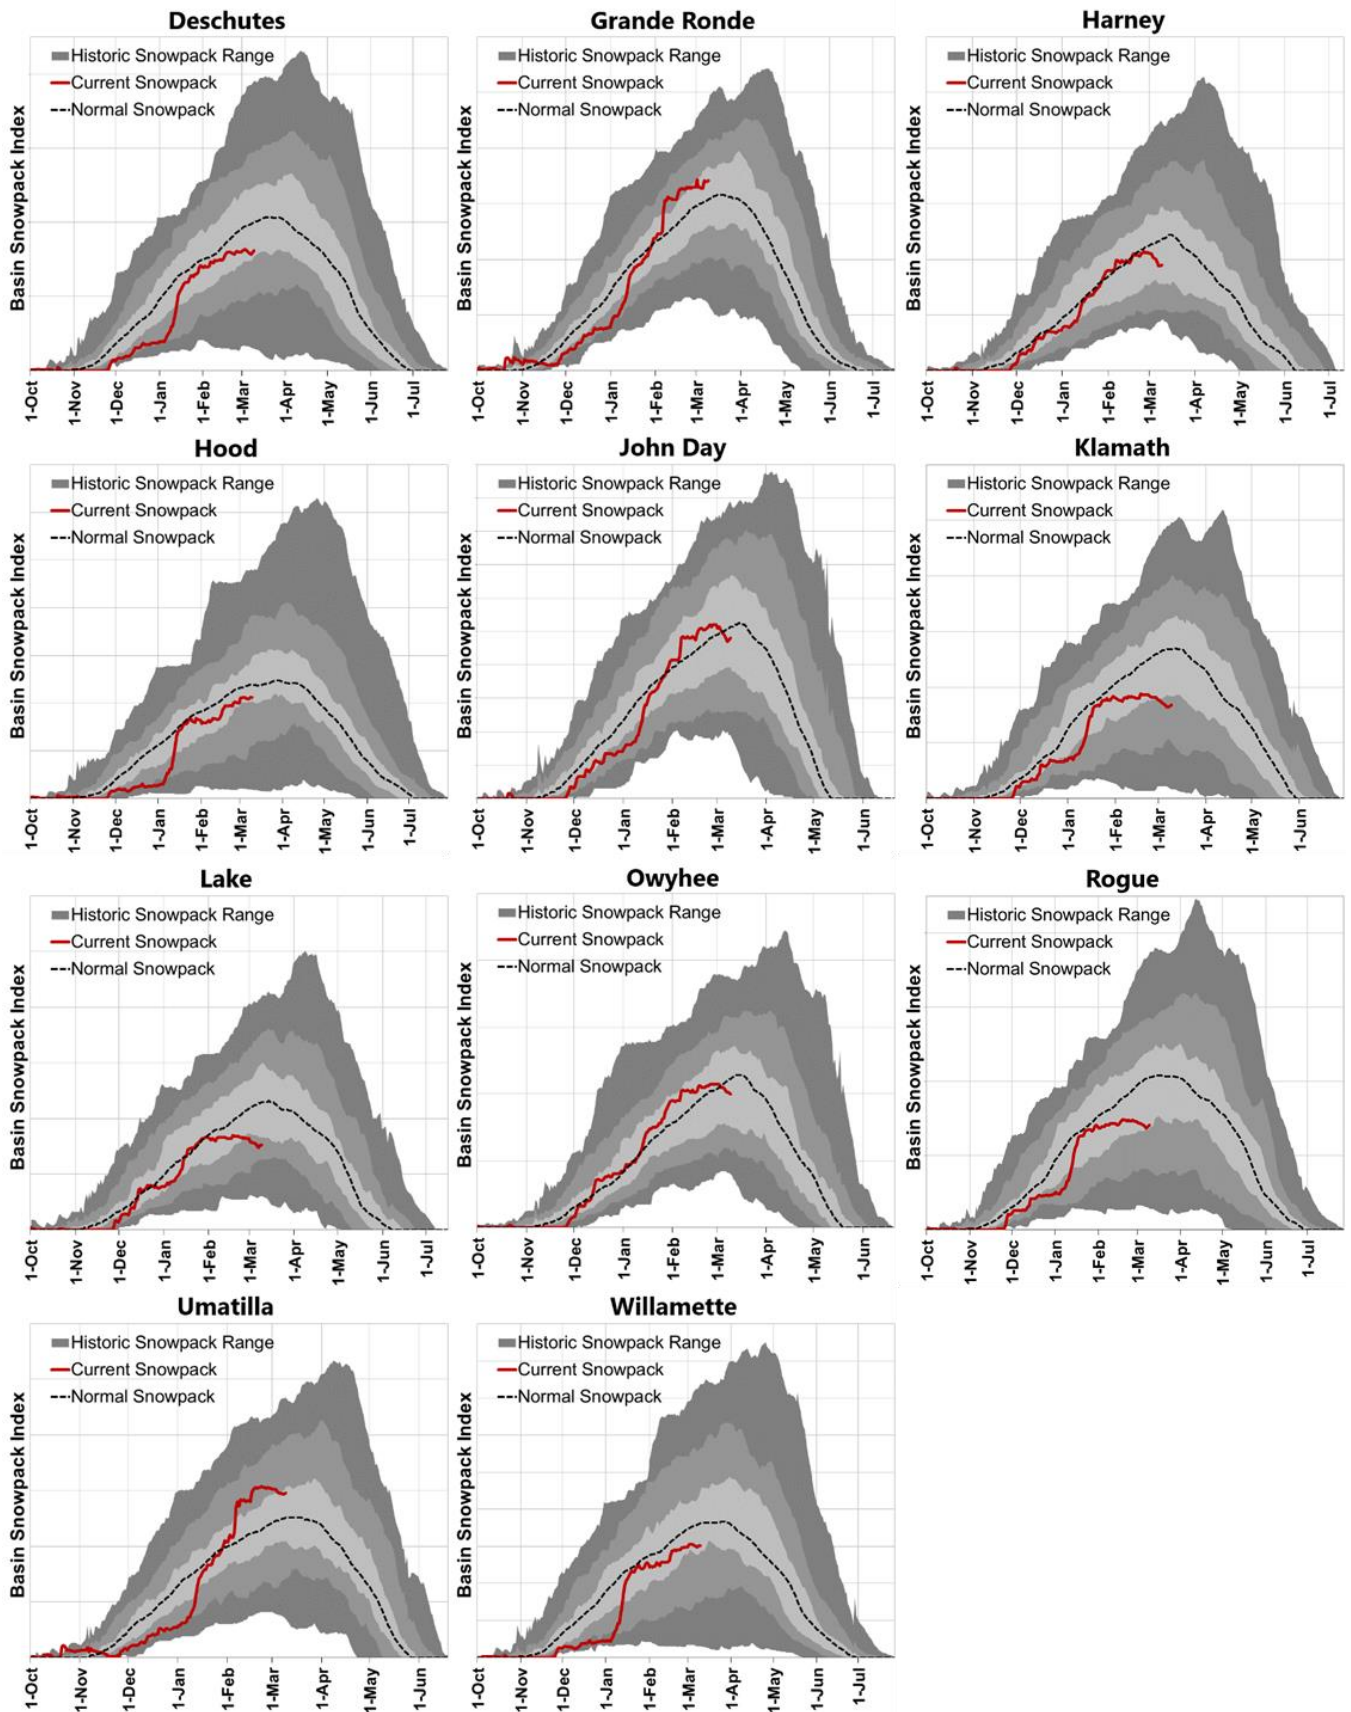 Deschutes
Historic Snowpack Range
Current Snowpack
Normal Snowpack
Basin Snowpack Index
1-Oct
1-Nov
1-Dec
1-Jan
1-Feb
1-Mar
1-Apr
1-May
1-Jun
1-Jul
Grande Ronde
Historic Snowpack Range
Current Snowpack
Normal Snowpack
Basin Snowpack Index
1-Oct
1-Nov
1-Dec
1-Jan
1-Feb
1-Mar
1-Apr
1-May
1-Jun
1-Jul
Harney
Historic Snowpack Range
Current Snowpack
Normal Snowpack
Basin Snowpack Index
1-Oct
1-Nov
1-Dec
1-Jan
1-Feb
1-Mar
1-Apr
1-May
1-Jun
1-Jul
Hood
Historic Snowpack Range
Current Snowpack
Normal Snowpack
Basin Snowpack Index
1-Oct
1-Nov
1-Dec
1-Jan
1-Feb
1-Mar
1-Apr
1-May
1-Jun
1-Jul
John Day
Historic Snowpack Range
Current Snowpack
Normal Snowpack
Basin Snowpack Index
1-Oct
1-Nov
1-Dec
1-Jan
1-Feb
1-Mar
1-Apr
1-May
1-Jun
Klamath
Historic Snowpack Range
Current Snowpack
Normal Snowpack
Basin Snowpack Index
1-Oct
1-Nov
1-Dec
1-Jan
1-Feb
1-Mar
1-Apr
1-May
1-Jun
Lake
Historic Snowpack Range
Current Snowpack
Normal Snowpack
Basin Snowpack Index
1-Oct
1-Nov
1-Dec
1-Jan
1-Feb
1-Mar
1-Apr
1-May
1-Jun
1-Jul
Owyhee
Historic Snowpack Range
Current Snowpack
Normal Snowpack
Basin Snowpack Index
1-Oct
1-Nov
1-Dec
1-Jan
1-Feb
1-Mar
1-Apr
1-May
1-Jun
Rogue
Historic Snowpack Range
Current Snowpack
Normal Snowpack
Basin Snowpack Index
1-Oct
1-Nov
1-Dec
1-Jan
1-Feb
1-Mar
1-Apr
1-May
1-Jun
1-Jul
Umatilla
Historic Snowpack Range
Current Snowpack
Normal Snowpack
Basin Snowpack Index
1-Oct
1-Nov
1-Dec
1-Jan
1-Feb
1-Mar
1-Apr
1-May
1-Jun
Willamette
Historic Snowpack Range
Current Snowpack
Normal Snowpack
Basin Snowpack Index
1-Oct
1-Nov
1-Dec
1-Jan
1-Feb
1-Mar
1-Apr
1-May
1-Jun
1-Jul